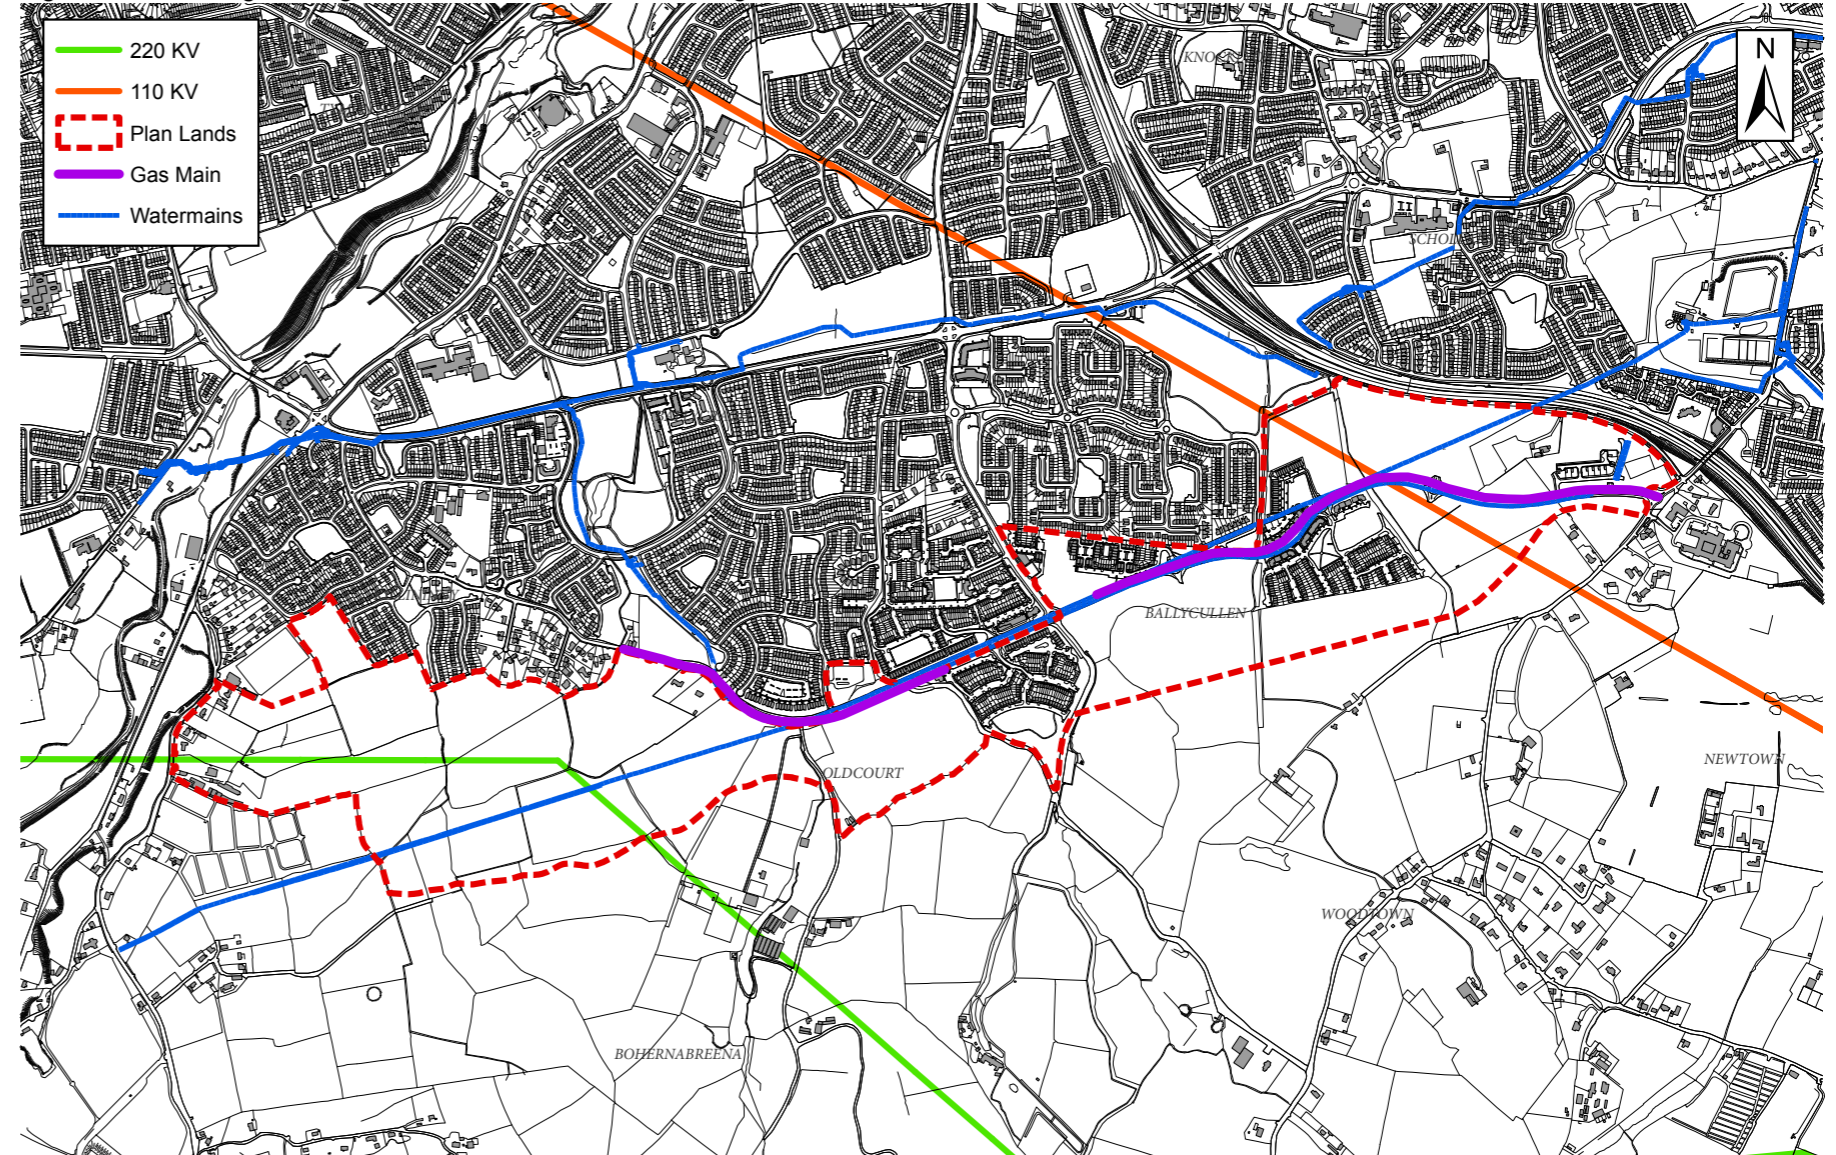 220 KV
110 KV
Plan Lands
Gas Main
Watermains
N
BALLYCULLEN
OLDCOURT
NEWTOWN
WOODTOWN
BOHERNABREENA